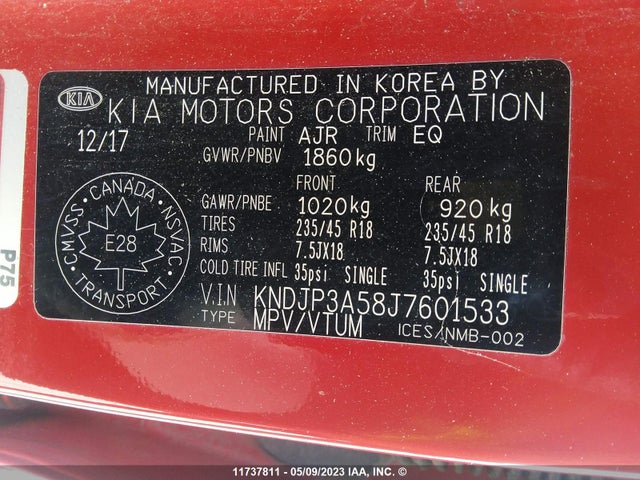 MANUFACTURED IN KOREA BY
KIA KIA MOTORS CORPORATION
12/17 PAINT AJR TRIM EQ
GVWR/PNBV 1860kg
FRONT REAR
GAWR/PNBE 1020kg 920kg
TIRES 235/45 R18 235/45 R18
RIMS 7.5JX18 7.5JX18
COLD TIRE INFL 35psi SINGLE 35psi SINGLE
V.I.N KNDJP3A58J7601533
TYPE MPV/VTUM ICES/NMB-002
CMVSS · CANADA · NSVAC
E28
TRANSPORT
P75
11737811 - 05/09/2023 IAA, INC. ©